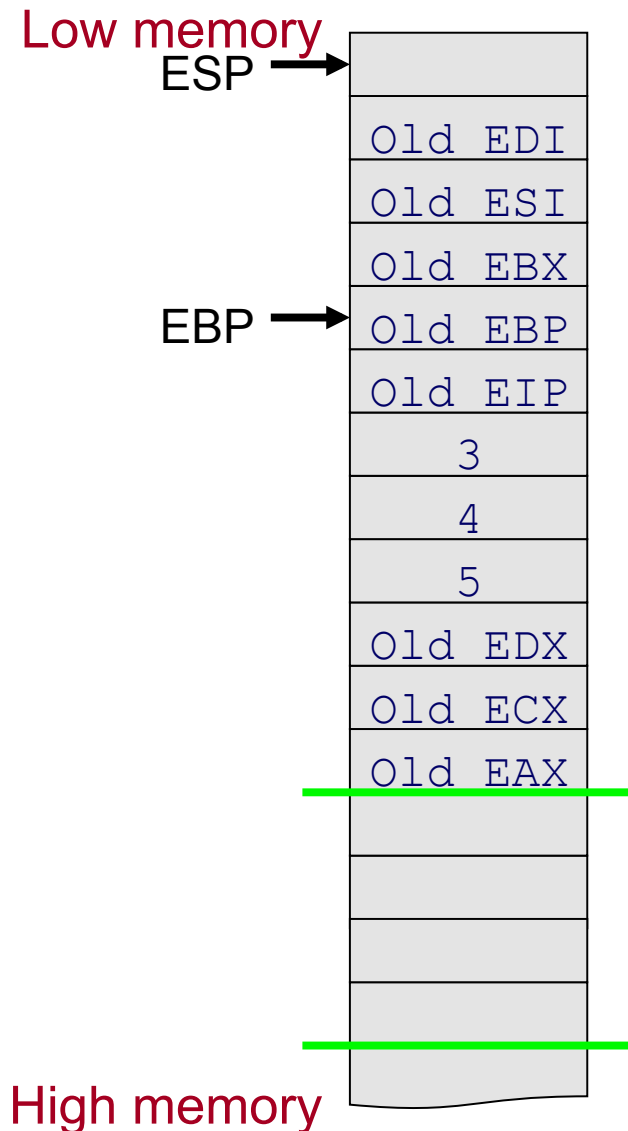 Low memory
ESP
Old EDI
Old ESI
Old EBX
EBP Old EBP
Old EIP
3
4
5
Old EDX
Old ECX
Old EAX
High memory